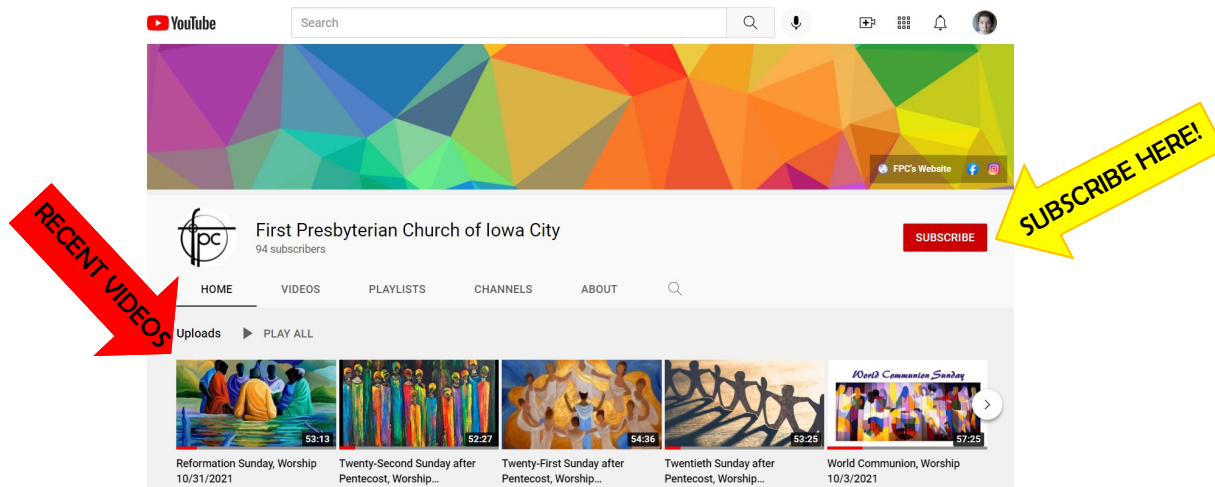 YouTube
Search
FPC's Website
SUBSCRIBE HERE!
RECENT VIDEOS
fpc
First Presbyterian Church of Iowa City
94 subscribers
SUBSCRIBE
HOME VIDEOS PLAYLISTS CHANNELS ABOUT
Uploads PLAY ALL
World Communion Sunday
53:13 52:27 54:36 53:25 57:25
Reformation Sunday, Worship
10/31/2021
Twenty-Second Sunday after
Pentecost, Worship...
Twenty-First Sunday after
Pentecost, Worship...
Twentieth Sunday after
Pentecost, Worship...
World Communion, Worship
10/3/2021